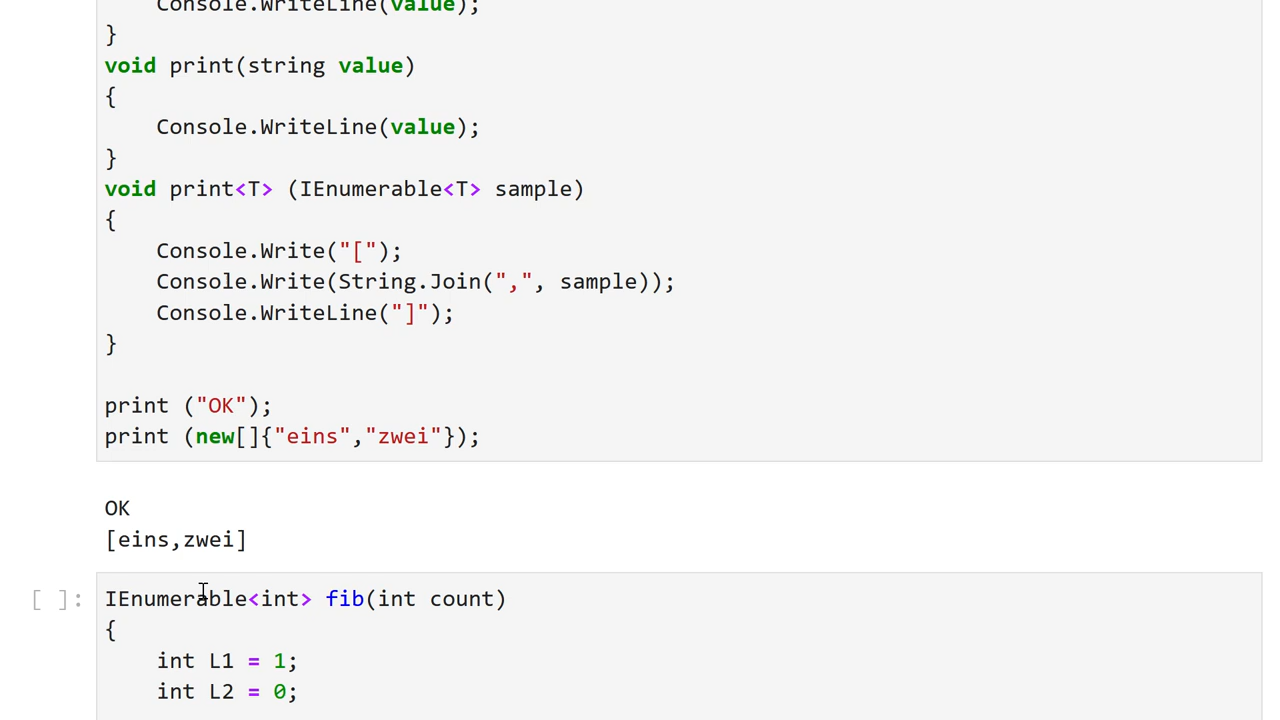 Console.WriteLine(value);
}
void print(string value)
{
    Console.WriteLine(value);
}
void print<T> (IEnumerable<T> sample)
{
    Console.Write("[");
    Console.Write(String.Join(",", sample));
    Console.WriteLine("]");
}
print ("OK");
print (new[]{"eins","zwei"});
OK
[eins,zwei]
[ ]: IEnumerable<int> fib(int count)
{
    int L1 = 1;
    int L2 = 0;